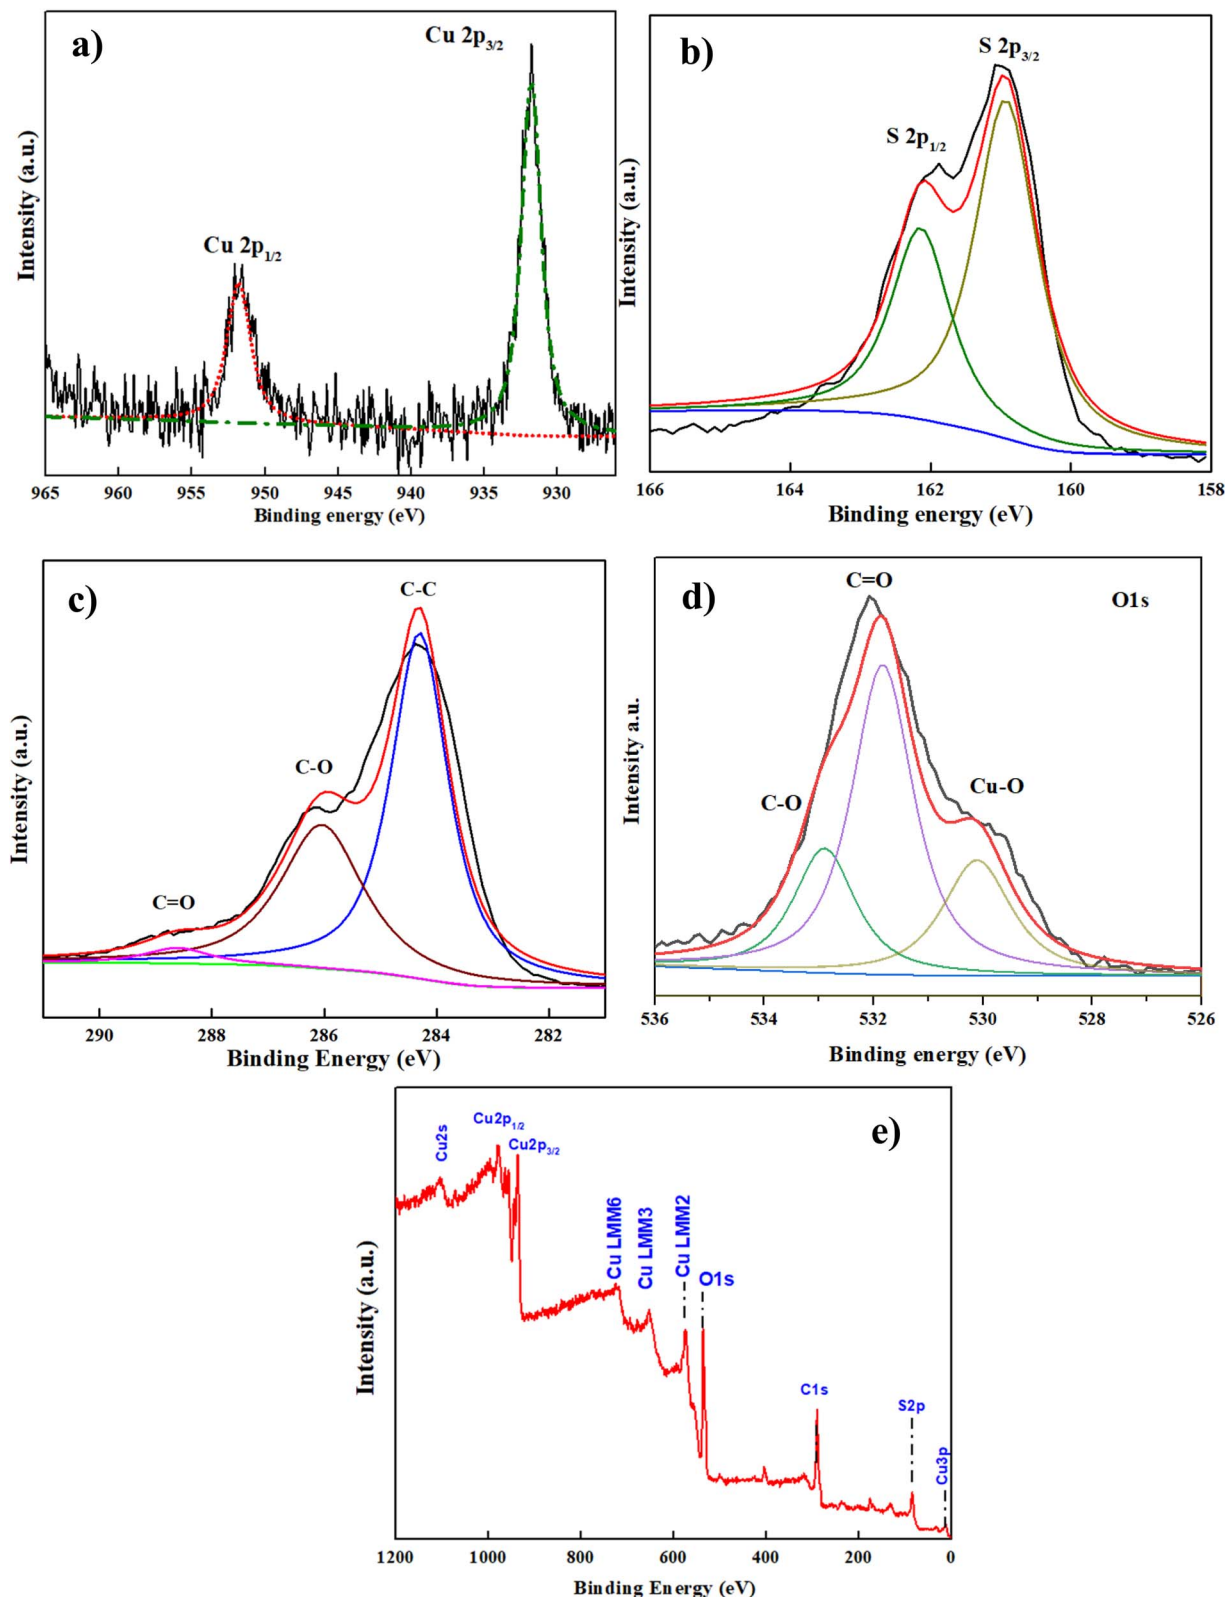 a)
Cu 2p3/2
Cu 2p1/2
Intensity (a.u.)
965 960 955 950 945 940 935 930
Binding energy (eV)
b)
S 2p3/2
S 2p1/2
Intensity (a.u.)
166 164 162 160 158
Binding energy (eV)
c)
C-C
C-O
C=O
Intensity (a.u.)
290 288 286 284 282
Binding Energy (eV)
d)
C=O
O1s
Cu-O
C-O
Intensity a.u.
536 534 532 530 528 526
Binding energy (eV)
e)
Cu2s
Cu2p1/2
Cu2p3/2
Cu LMM6
Cu LMM3
Cu LMM2
O1s
C1s
S2p
Cu3p
Intensity (a.u.)
1200 1000 800 600 400 200 0
Binding Energy (eV)